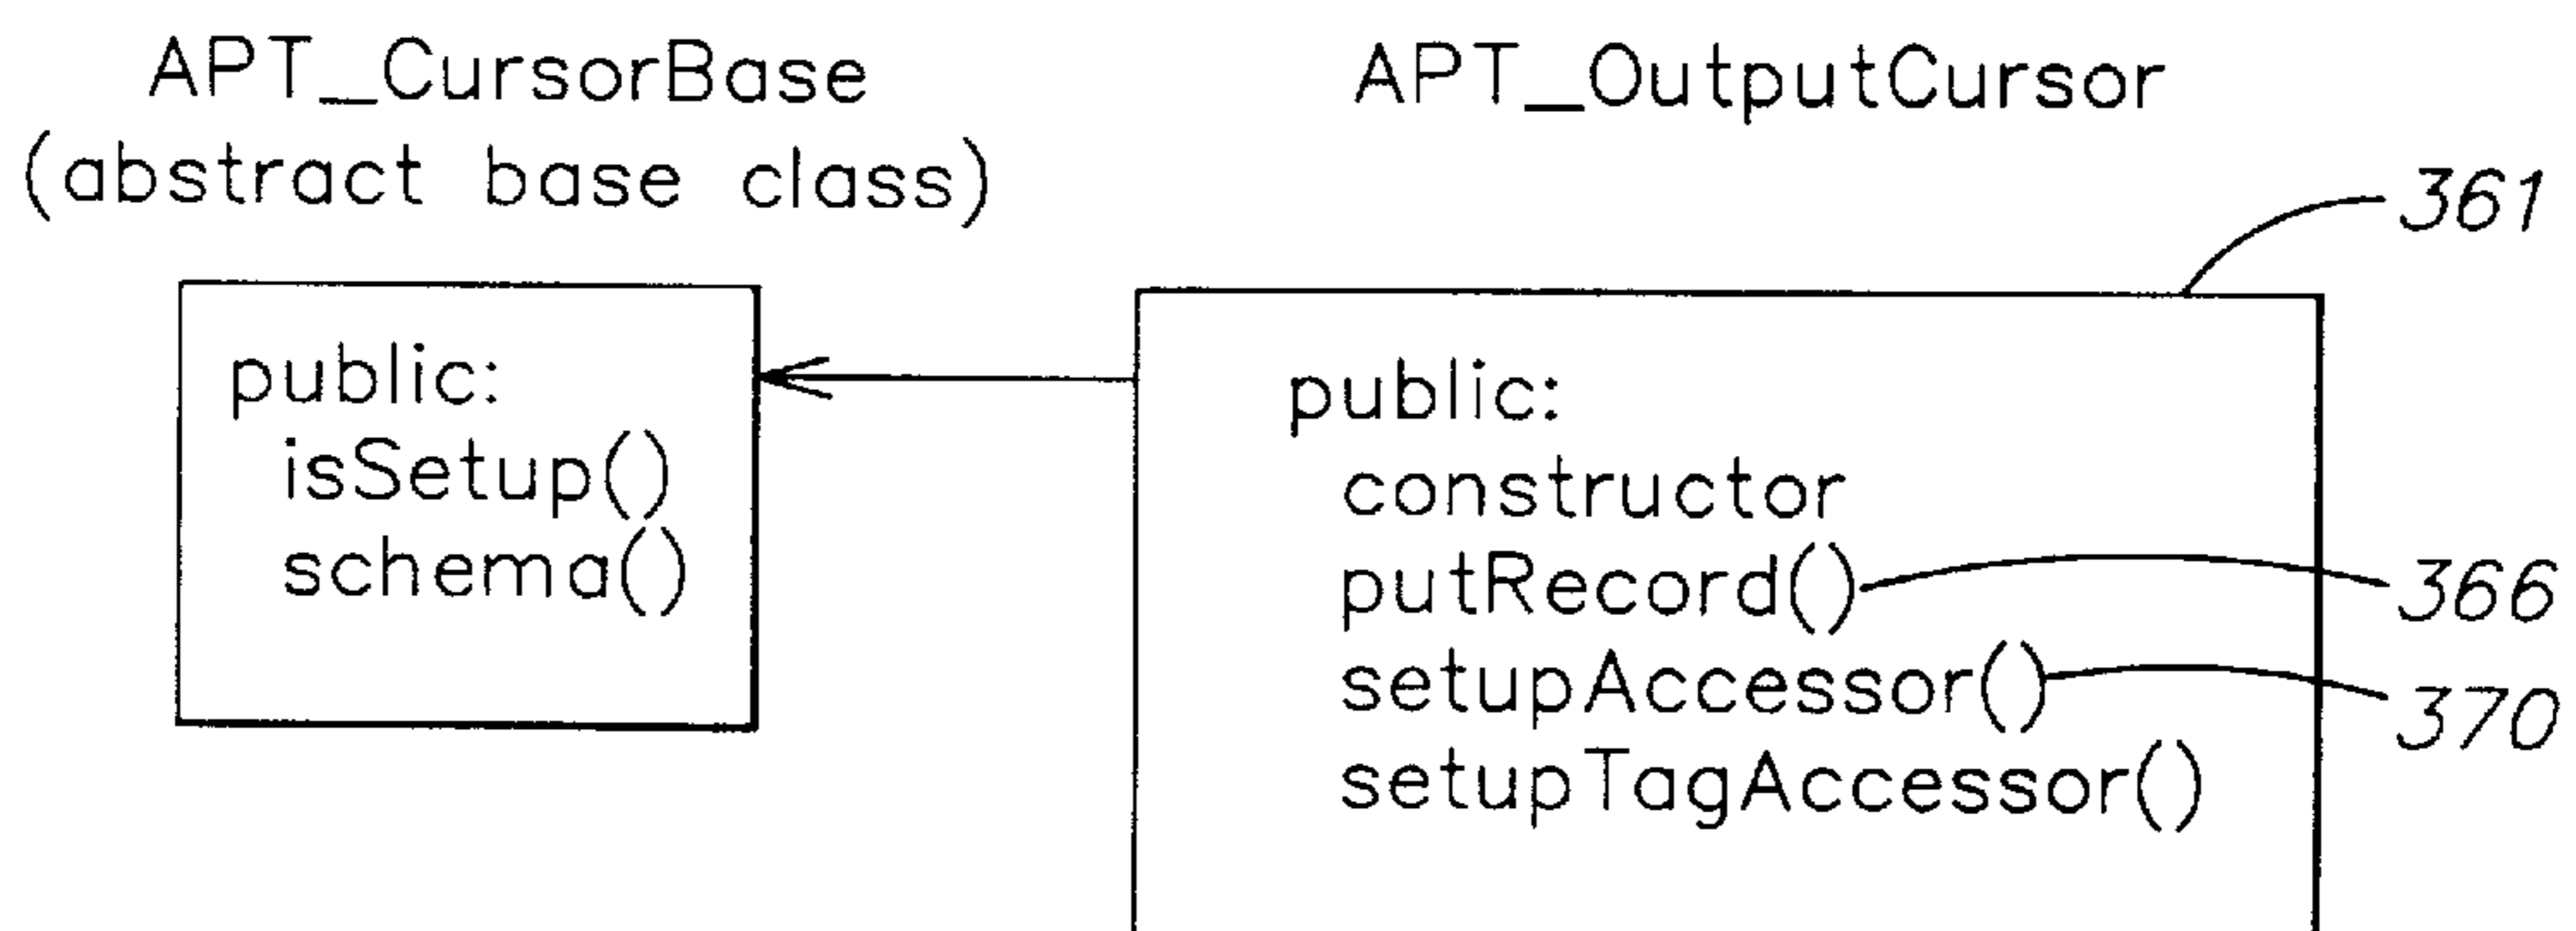 APT_CursorBase
(abstract base class)
public:
isSetup()
schema()
APT_OutputCursor
361
public:
constructor
putRecord()
366
setupAccessor()
370
setupTagAccessor()